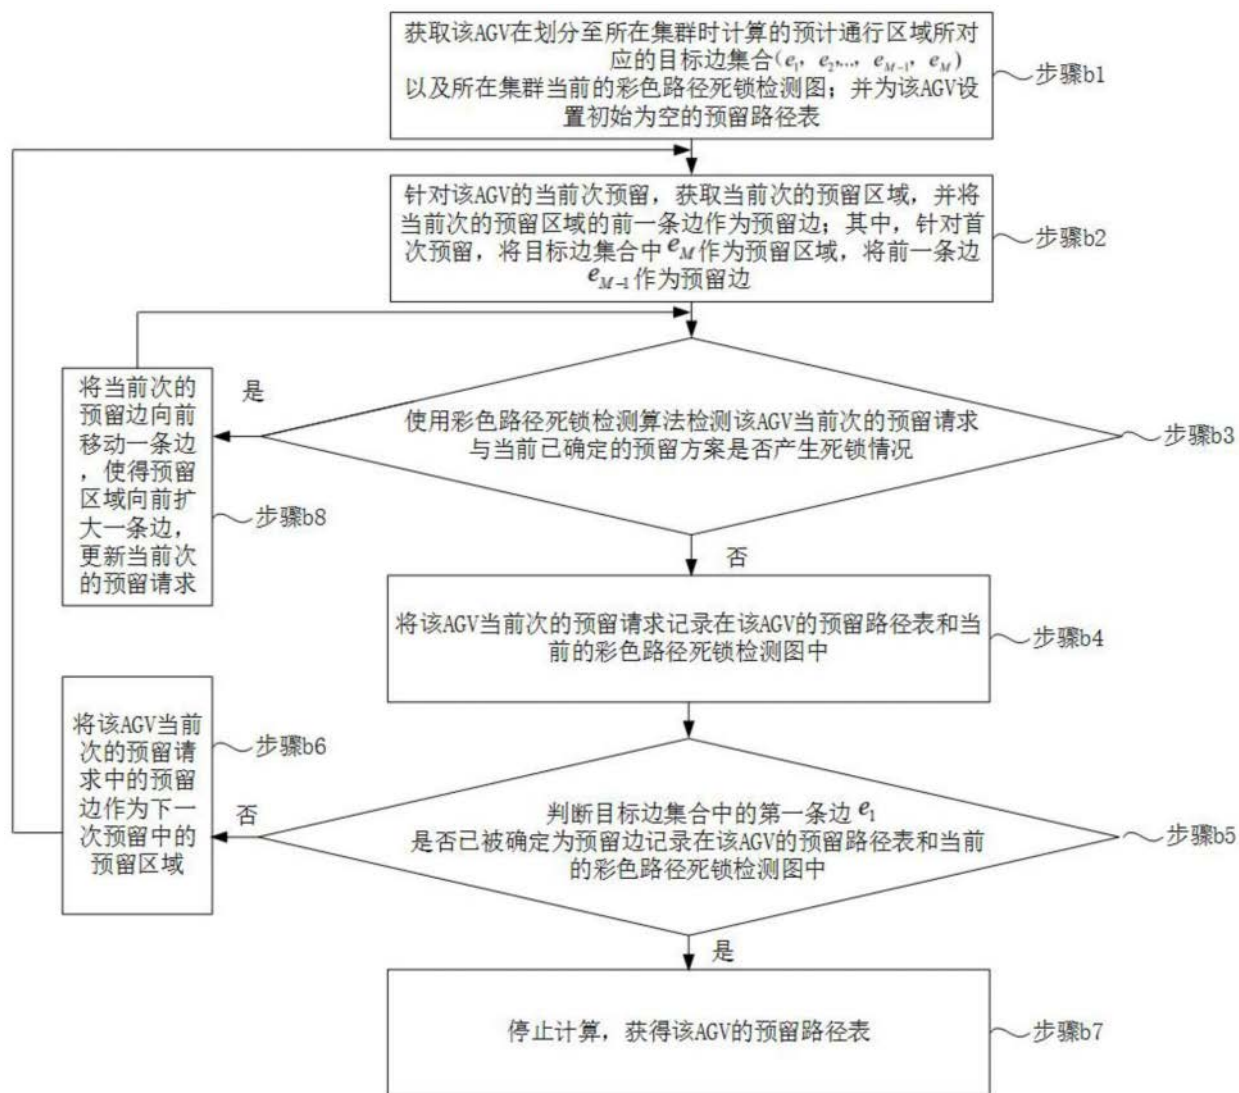 获取该AGV在划分至所在集群时计算的预计通行区域所对
应的目标边集合(e₁, e₂,..., e_{M-1}, e_M)
以及所在集群当前的彩色路径死锁检测图；并为该AGV设
置初始为空的预留路径表
步骤b1
针对该AGV的当前次预留，获取当前次的预留区域，并将
当前次的预留区域的前一条边作为预留边；其中，针对首
次预留，将目标边集合中e_M作为预留区域，将前一条边
e_{M-1}作为预留边
步骤b2
使用彩色路径死锁检测算法检测该AGV当前次的预留请求
与当前已确定的预留方案是否产生死锁情况
步骤b3
是
将当前次的
预留边向前
移动一条边
，使得预留
区域向前扩
大一条边，
更新当前次
的预留请求
步骤b8
否
将该AGV当前次的预留请求记录在该AGV的预留路径表和当
前的彩色路径死锁检测图中
步骤b4
判断目标边集合中的第一条边e₁
是否已被确定为预留边记录在该AGV的预留路径表和当前
的彩色路径死锁检测图中
步骤b5
否
将该AGV当前
次的预留请
求中的预留
边作为下一
次预留中的
预留区域
步骤b6
是
停止计算，获得该AGV的预留路径表
步骤b7